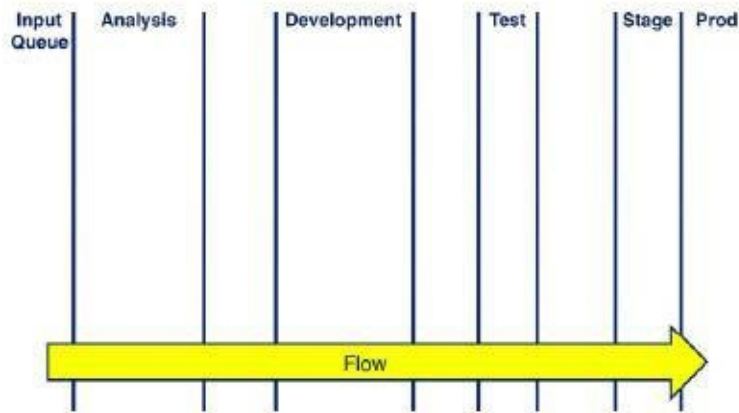 Input Queue
Analysis
Development
Test
Stage
Prod
Flow